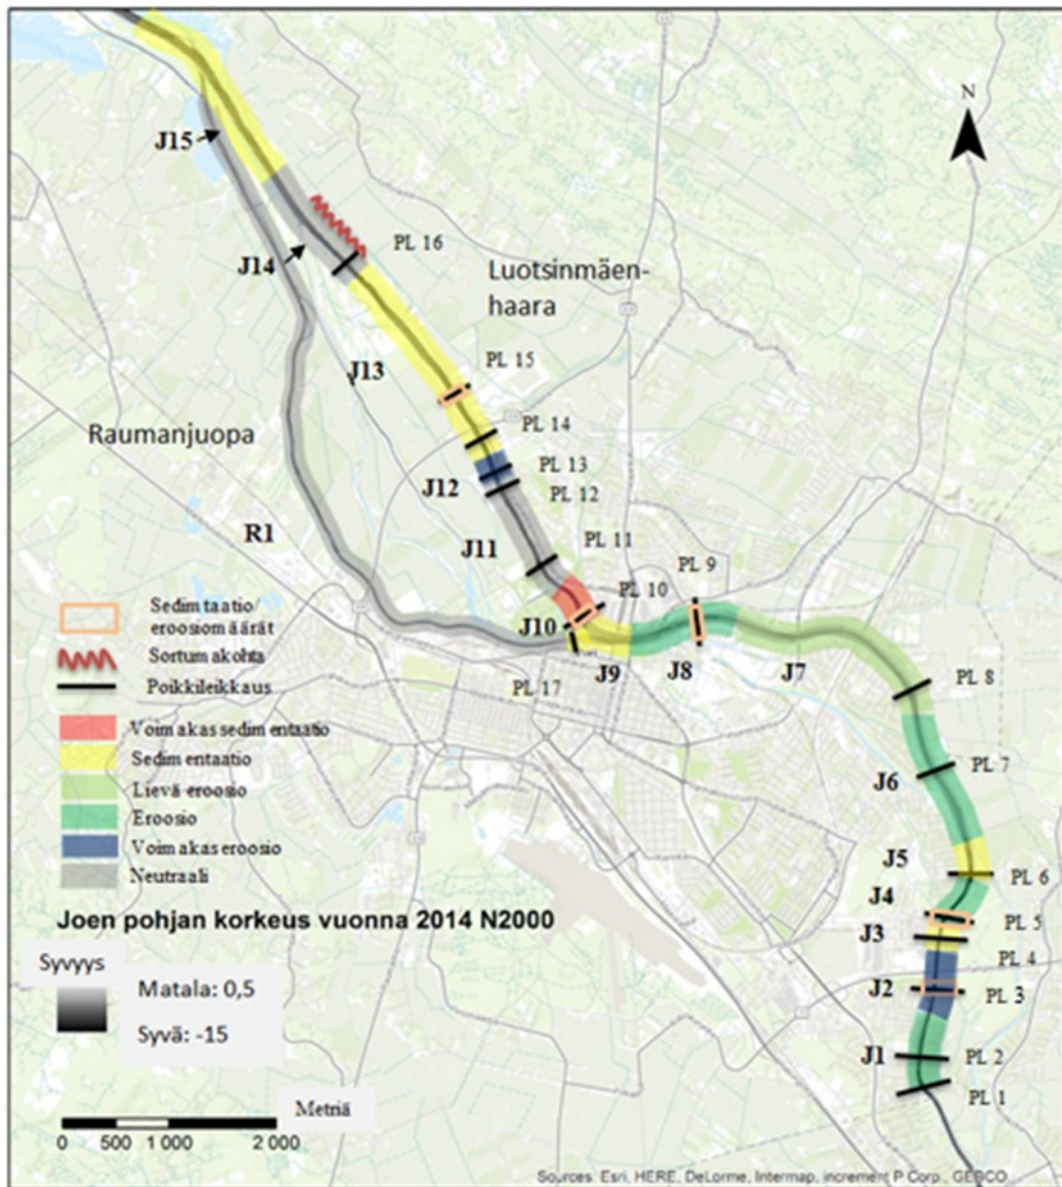 N
J15
PL 16
J14
Luotsinmäen-
haara
PL 15
J13
PL 14
Raumanjuopa
PL 13
J12
PL 12
R1
J11
PL 11
PL 9
PL 10
J10
J9
J8
J7
PL 8
PL 17
PL 7
J6
J5
PL 6
J4
PL 5
J3
PL 4
J2
PL 3
J1
PL 2
PL 1
Sedimtaatio/
eroosiomäärät
Sortumakohta
Poikkileikkaus
Voimakas sedimentaatio
Sedimentaatio
Lievä eroosio
Eroosio
Voimakas eroosio
Neutraali
Joen pohjan korkeus vuonna 2014 N2000
Syvyys
Matala: 0,5
Syvä: -15
Metriä
0 500 1 000 2 000
Sources: Esri, HERE, DeLorme, Intermap, increment P Corp., GEBCO